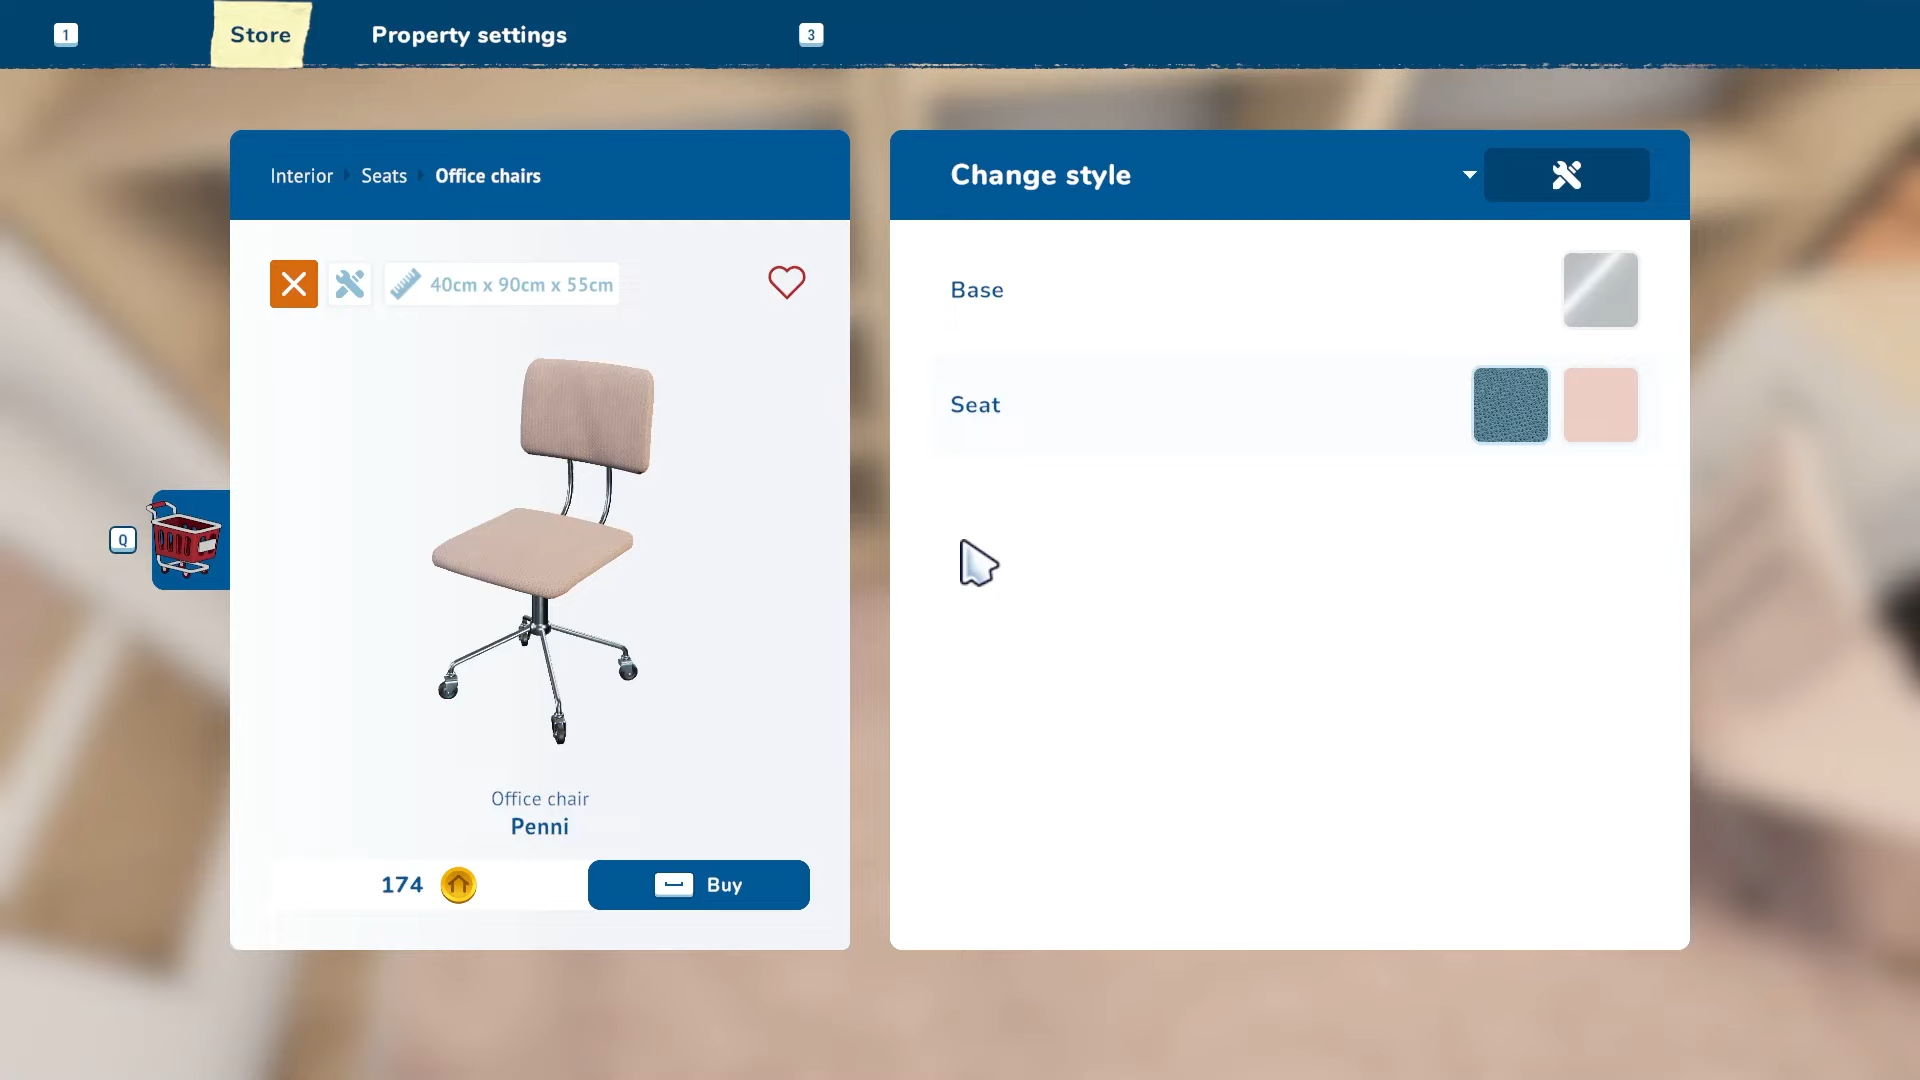 1
Store
Property settings
3
Interior Seats Office chairs
40cm x 90cm x 55cm
Office chair
Penni
174
Buy
Q
Change style
Base
Seat